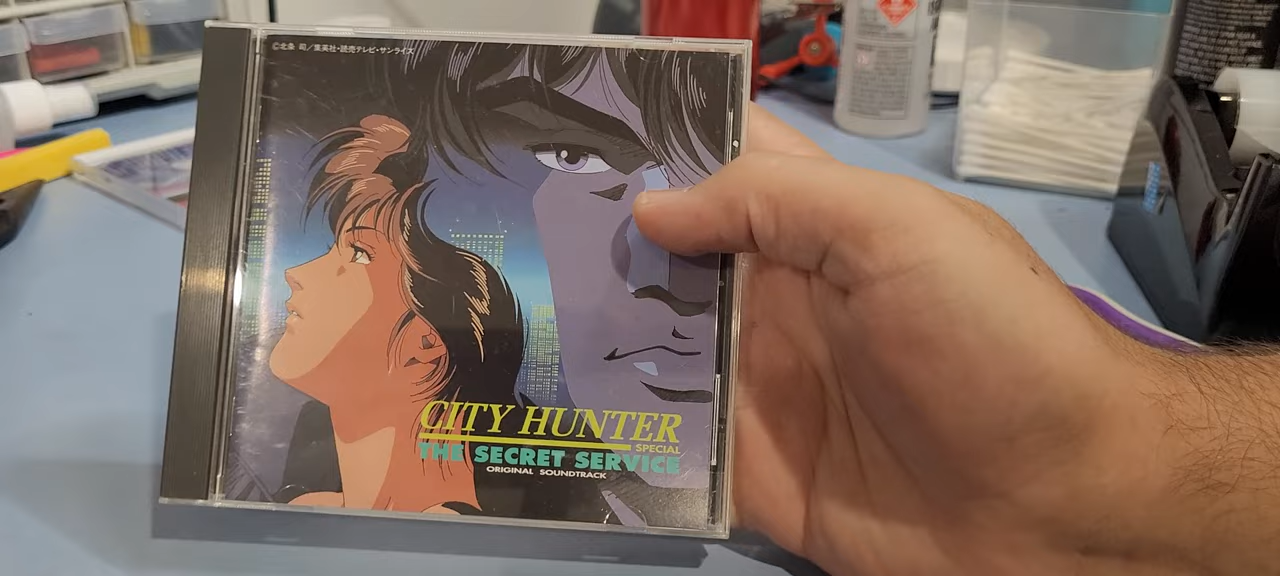 ©北条 司／集英社・読売テレビ・サンライズ
CITY HUNTER
SPECIAL
THE SECRET SERVICE
ORIGINAL SOUNDTRACK